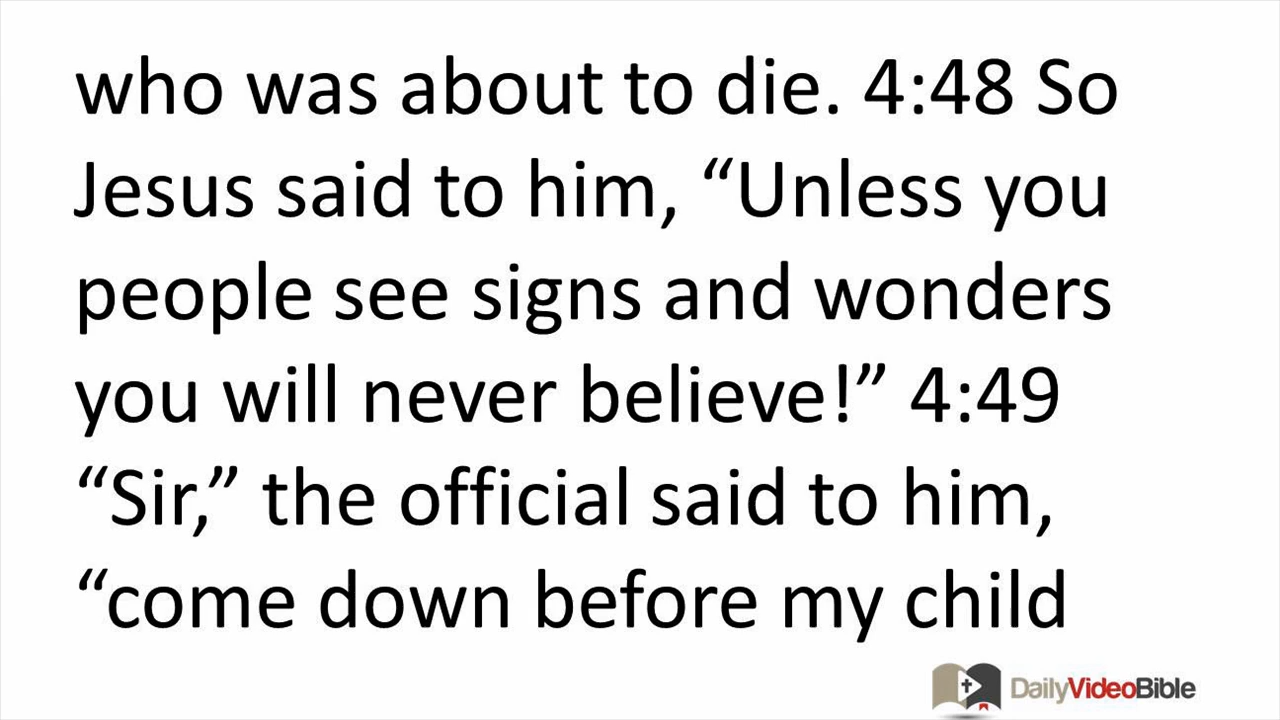 who was about to die. 4:48 So
Jesus said to him, “Unless you
people see signs and wonders
you will never believe!” 4:49
“Sir,” the official said to him,
“come down before my child
DailyVideoBible